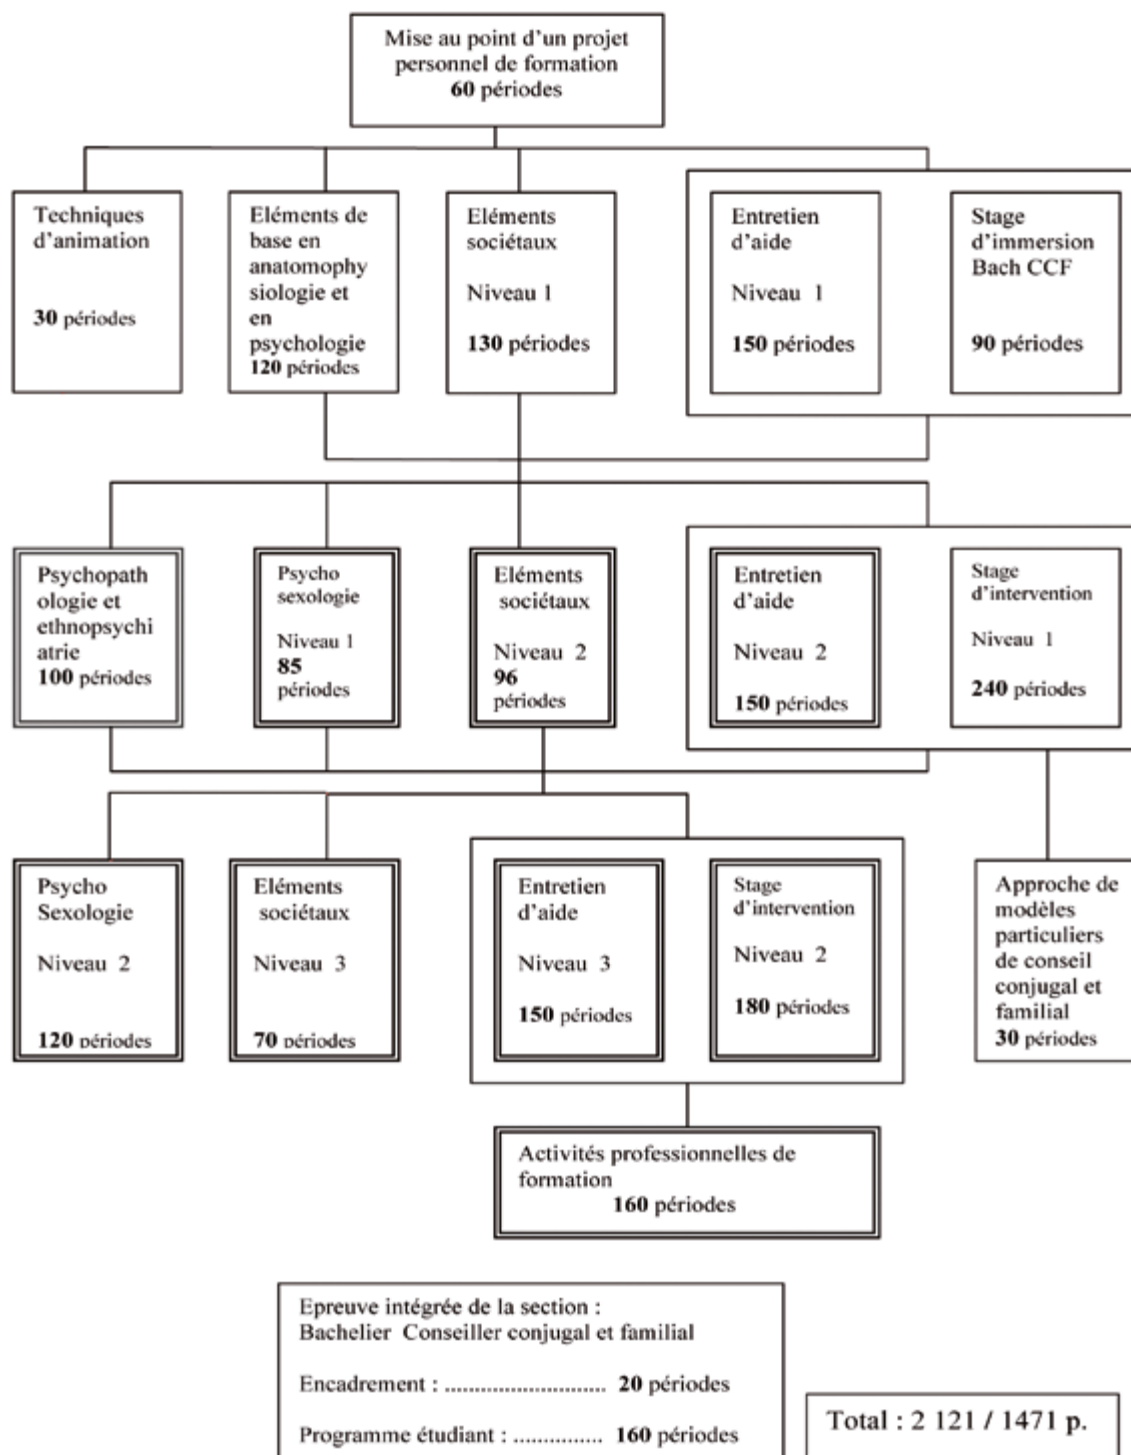 Mise au point d'un projet
personnel de formation
60 périodes
Techniques
d'animation
30 périodes
Eléments de
base en
anatomophy
siologie et
en
psychologie
120 périodes
Eléments
sociétaux
Niveau 1
130 périodes
Entretien
d'aide
Niveau 1
150 périodes
Stage
d'immersion
Bach CCF
90 périodes
Psychopath
ologie et
ethnopsychi
atrie
100 périodes
Psycho
sexologie
Niveau 1
85
périodes
Eléments
sociétaux
Niveau 2
96
périodes
Entretien
d'aide
Niveau 2
150 périodes
Stage
d'intervention
Niveau 1
240 périodes
Psycho
Sexologie
Niveau 2
120 périodes
Eléments
sociétaux
Niveau 3
70 périodes
Entretien
d'aide
Niveau 3
150 périodes
Stage
d'intervention
Niveau 2
180 périodes
Approche de
modèles
particuliers
de conseil
conjugal et
familial
30 périodes
Activités professionnelles de
formation
160 périodes
Epreuve intégrée de la section :
Bachelier Conseiller conjugal et familial
Encadrement : ........................... 20 périodes
Programme étudiant : ............... 160 périodes
Total : 2 121 / 1471 p.